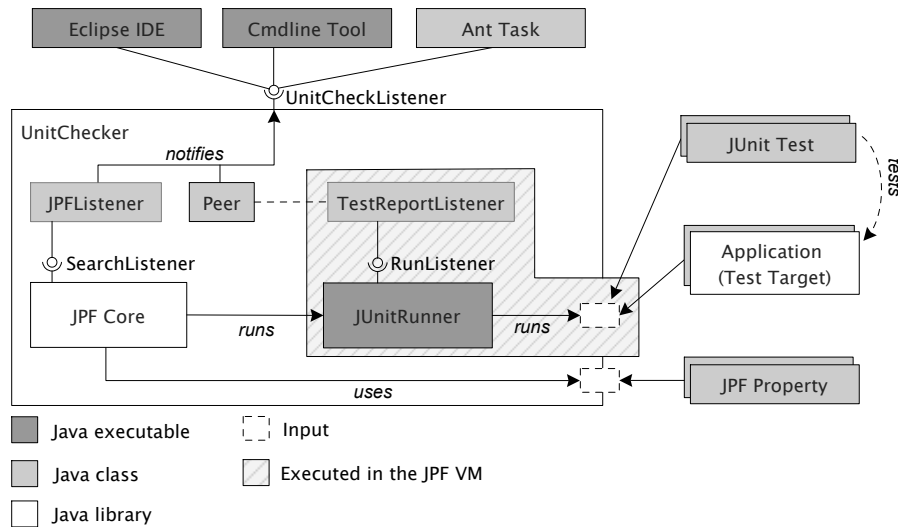 Eclipse IDE
Cmdline Tool
Ant Task
UnitCheckListener
UnitChecker
notifies
JUnit Test
tests
JPFListener
Peer
TestReportListener
Application
(Test Target)
SearchListener
RunListener
JPF Core
runs
JUnitRunner
runs
uses
JPF Property
Java executable
Input
Java class
Executed in the JPF VM
Java library